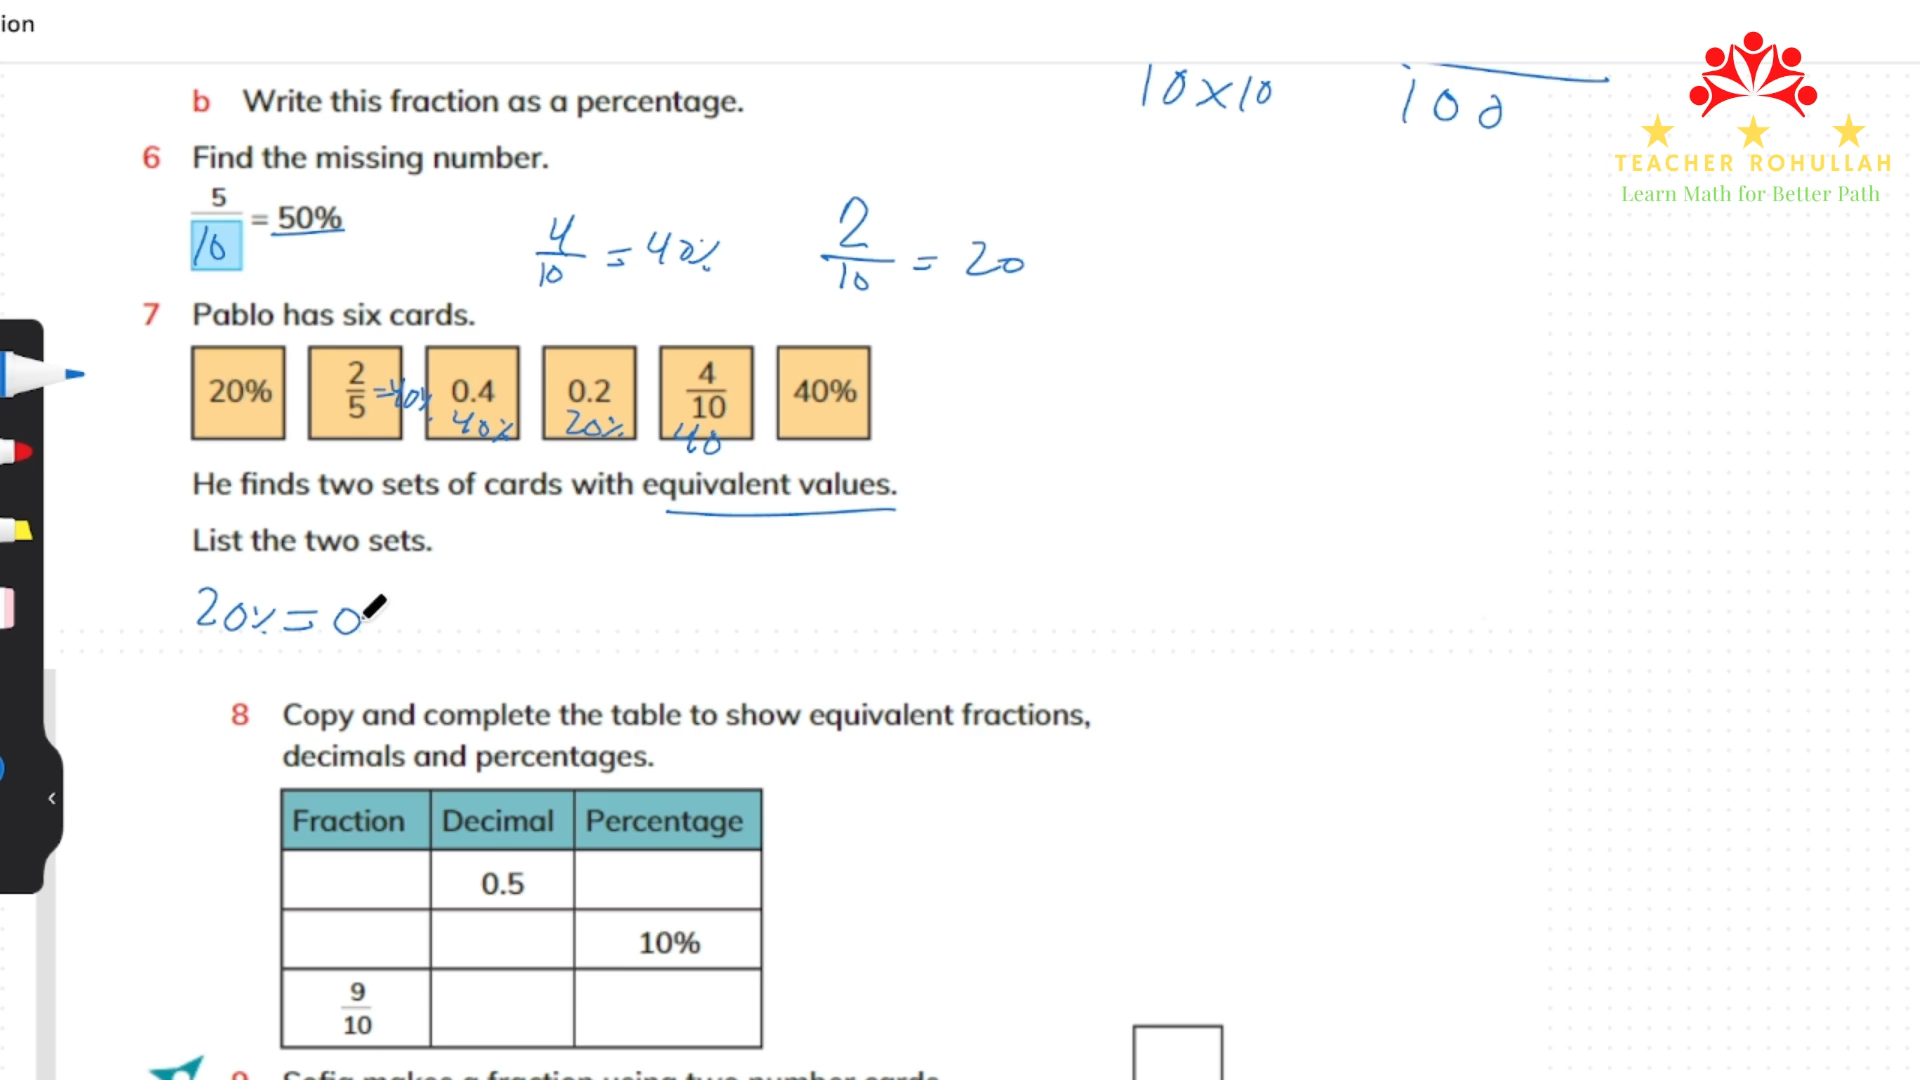 ion
b Write this fraction as a percentage.
10×10
100
TEACHER ROHULLAH
Learn Math for Better Path
6 Find the missing number.
5/10 = 50%
4/10 = 40%
2/10 = 20
7 Pablo has six cards.
20%
2/5 =40%
0.4
40%
0.2
20%
4/10
40
40%
He finds two sets of cards with equivalent values.
List the two sets.
20% = 0
8 Copy and complete the table to show equivalent fractions,
decimals and percentages.
Fraction Decimal Percentage
0.5
10%
9/10